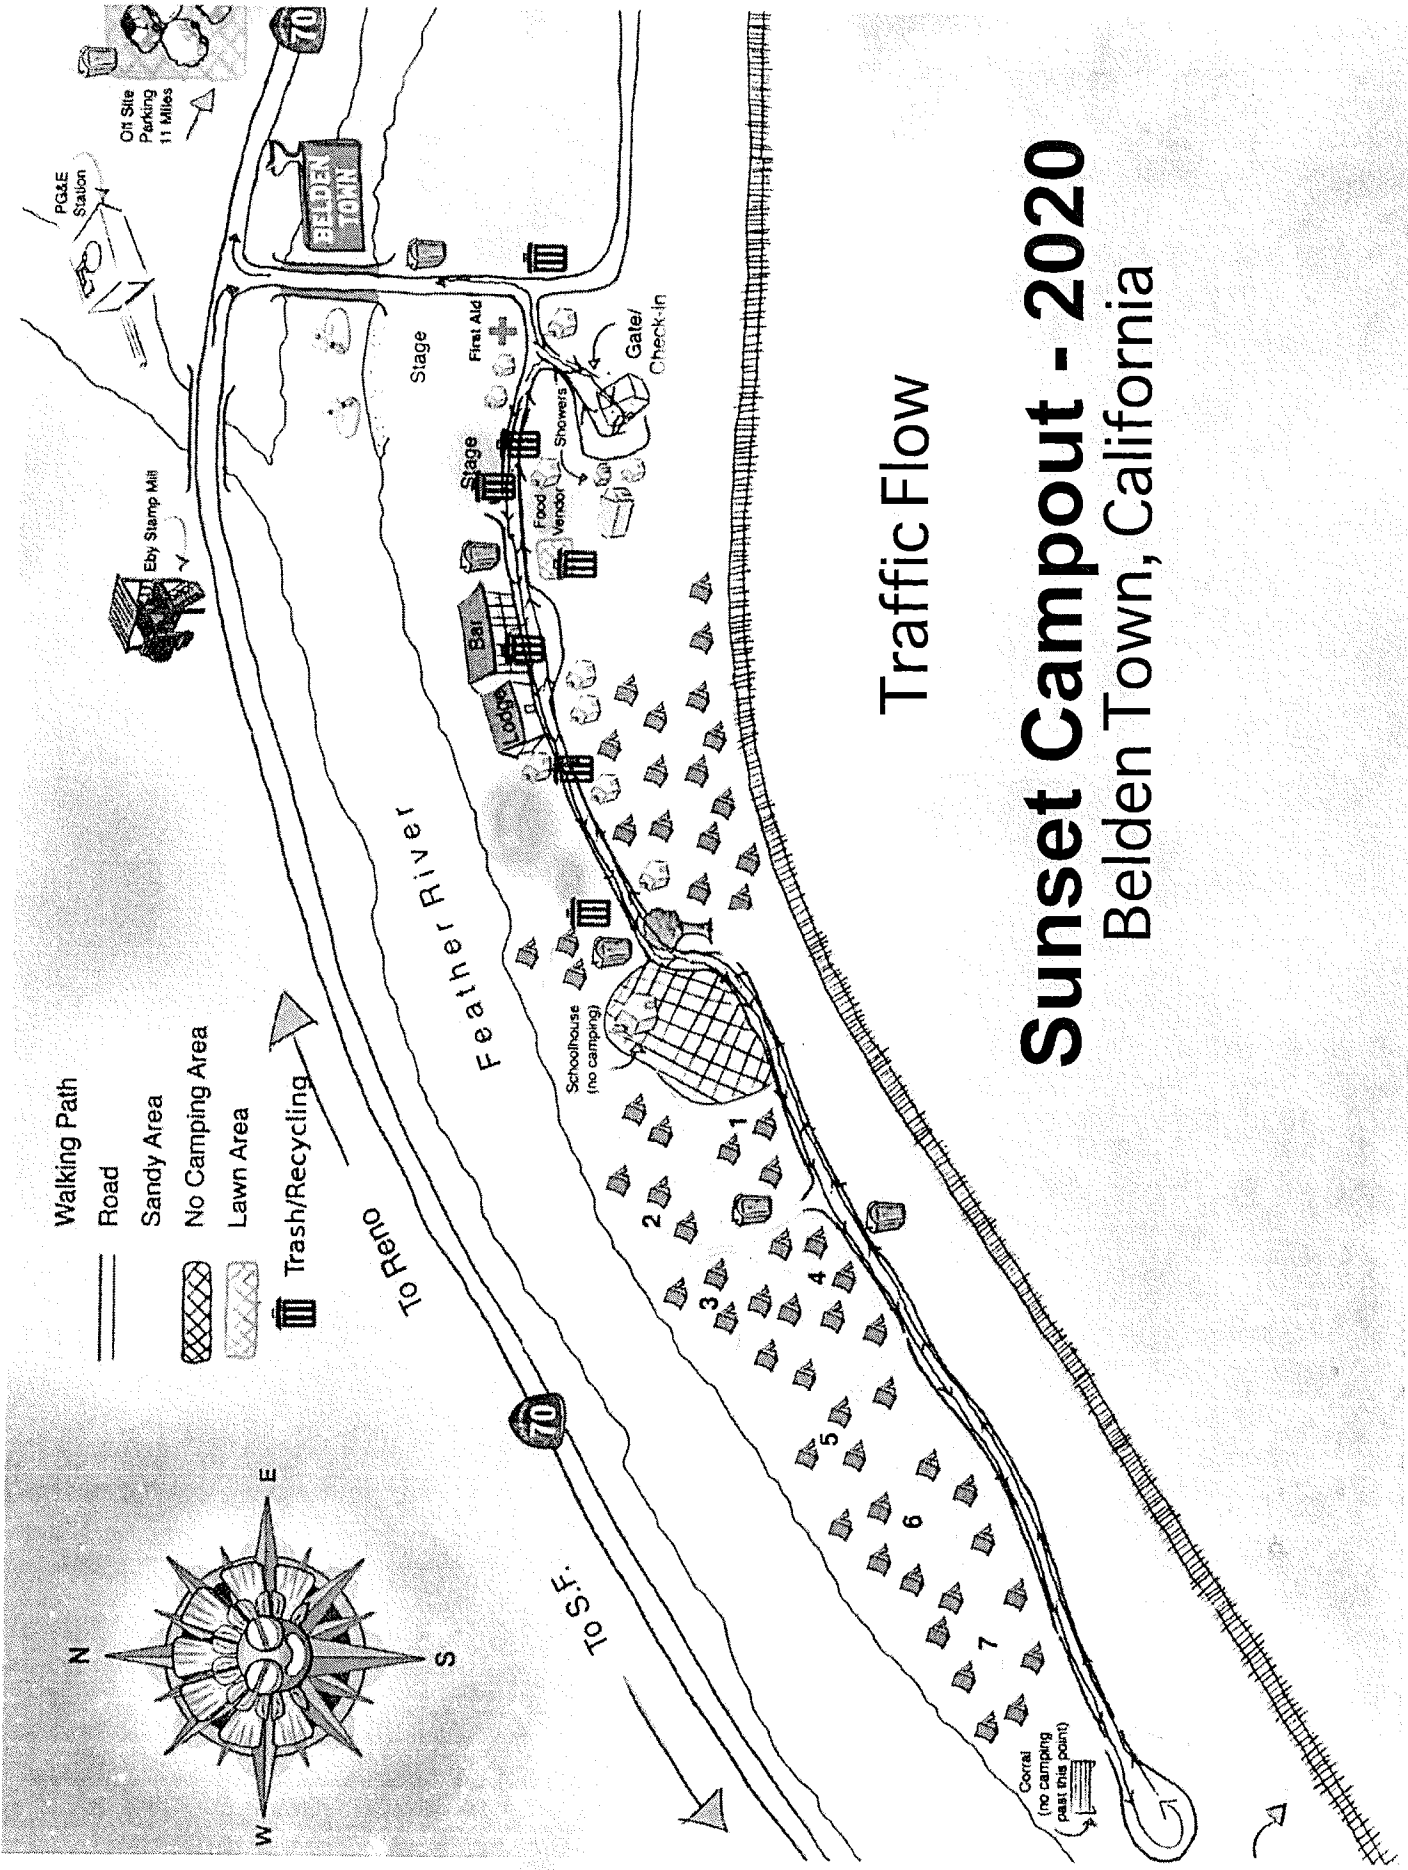 N
E
S
W
Walking Path
Road
Sandy Area
No Camping Area
Lawn Area
Trash/Recycling
To Reno
To S.F.
70
Feather River
Eby Stamp Mill
PG&E
Station
Off Site
Parking
11 Miles
70
BELDEN
TOWN
Stage
First Aid
Stage
Gate/
Check-in
Showers
Food
Vendor
Bar
Lodge
Schoolhouse
(no camping)
1
2
3
4
5
6
7
Corral
(no camping
past this point)
Traffic Flow
Sunset Campout - 2020
Belden Town, California